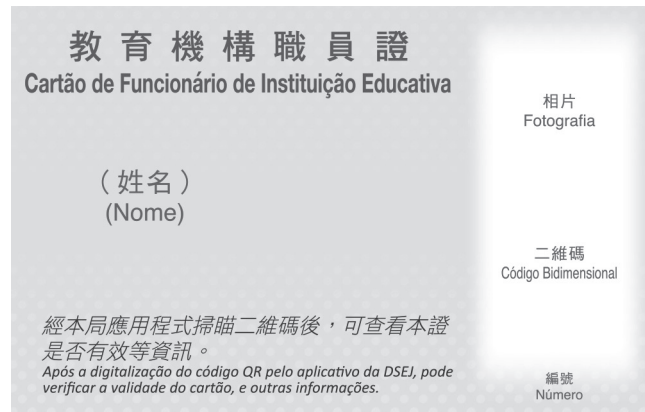 教育機構職員證
Cartão de Funcionário de Instituição Educativa
（姓名）
(Nome)
經本局應用程式掃瞄二維碼後，可查看本證
是否有效等資訊。
Após a digitalização do código QR pelo aplicativo da DSEJ, pode
verificar a validade do cartão, e outras informações.
相片
Fotografia
二維碼
Código Bidimensional
編號
Número